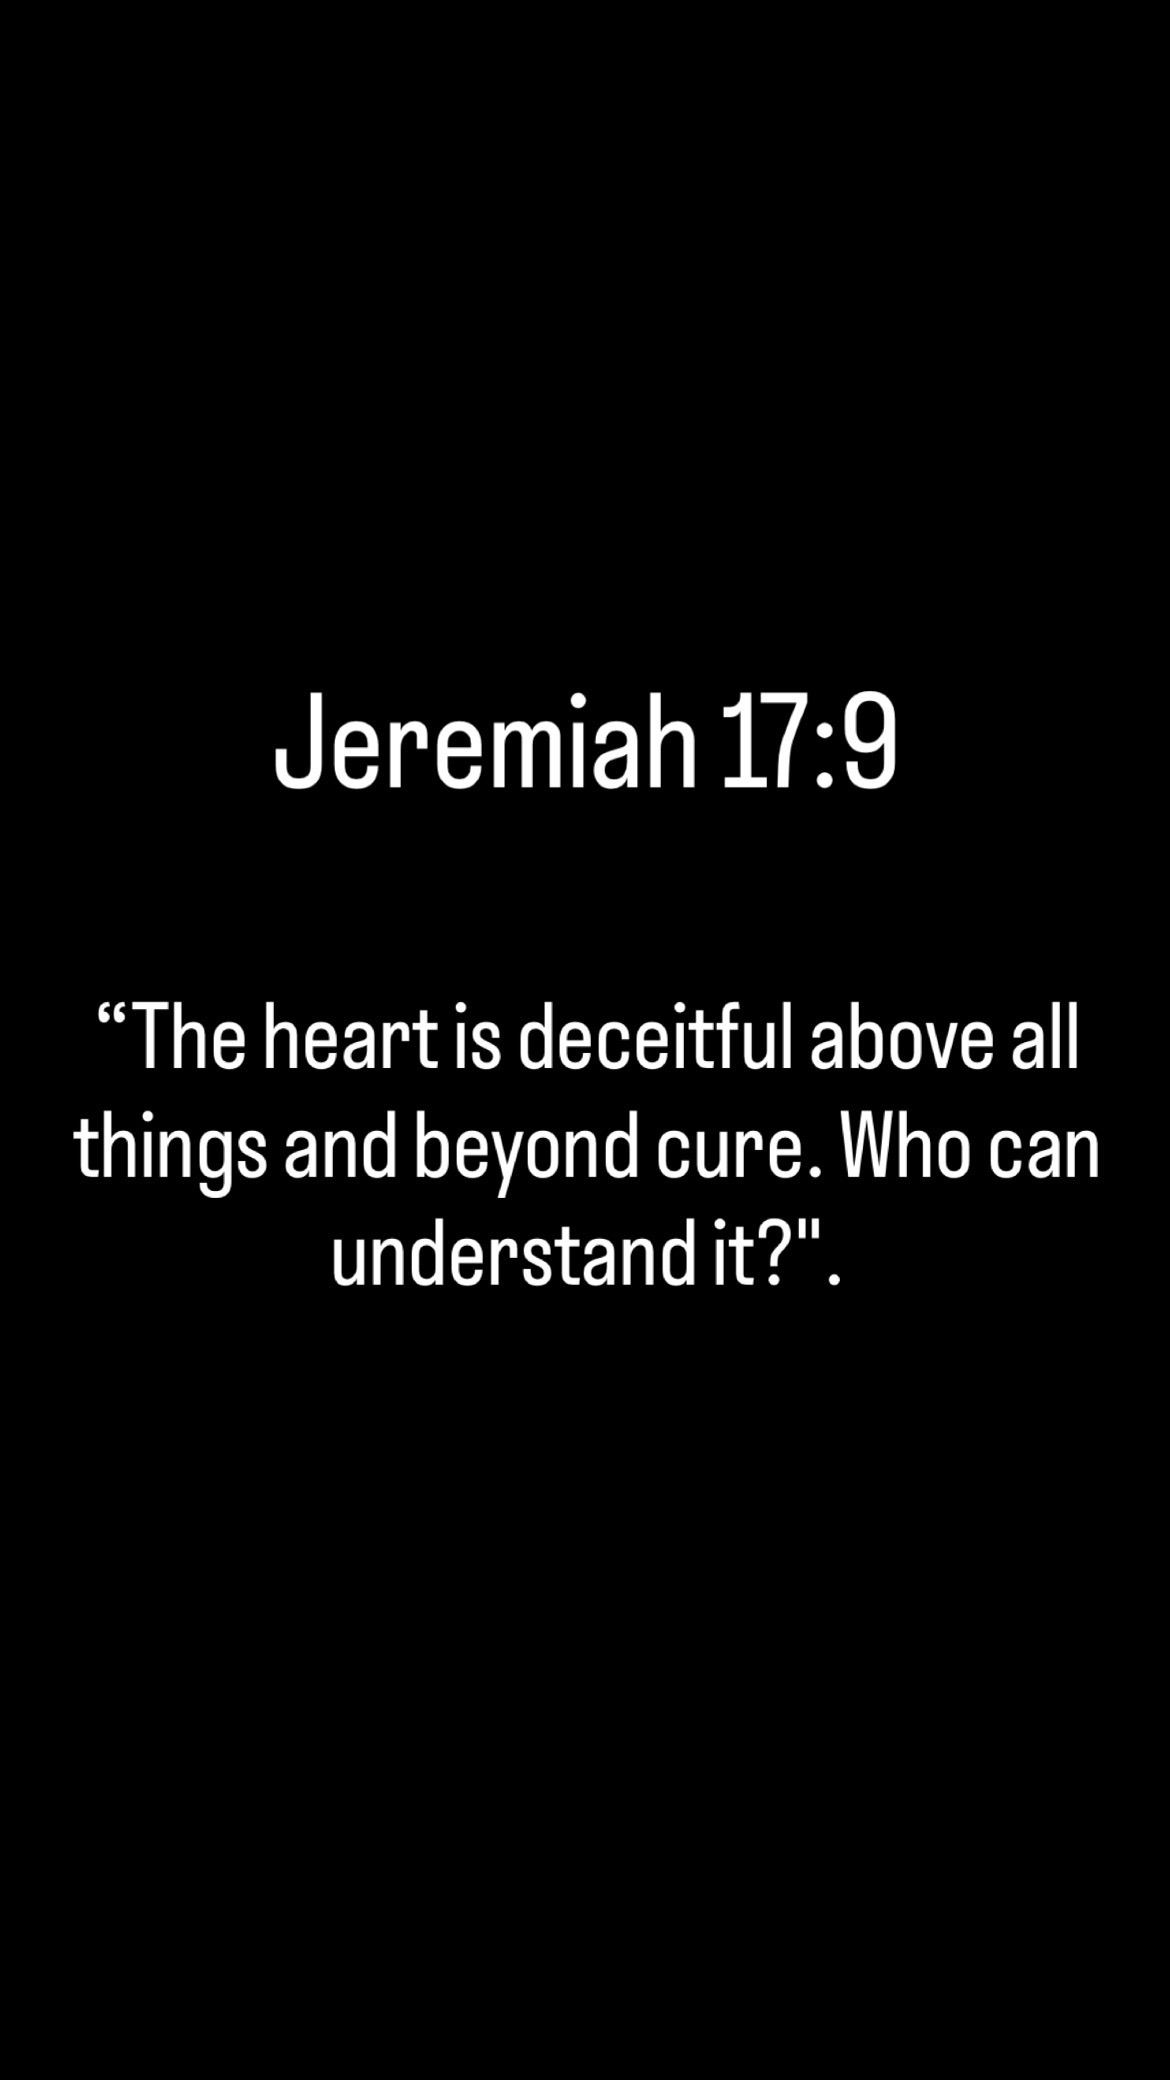 Jeremiah 17:9
“The heart is deceitful above all
things and beyond cure. Who can
understand it?".